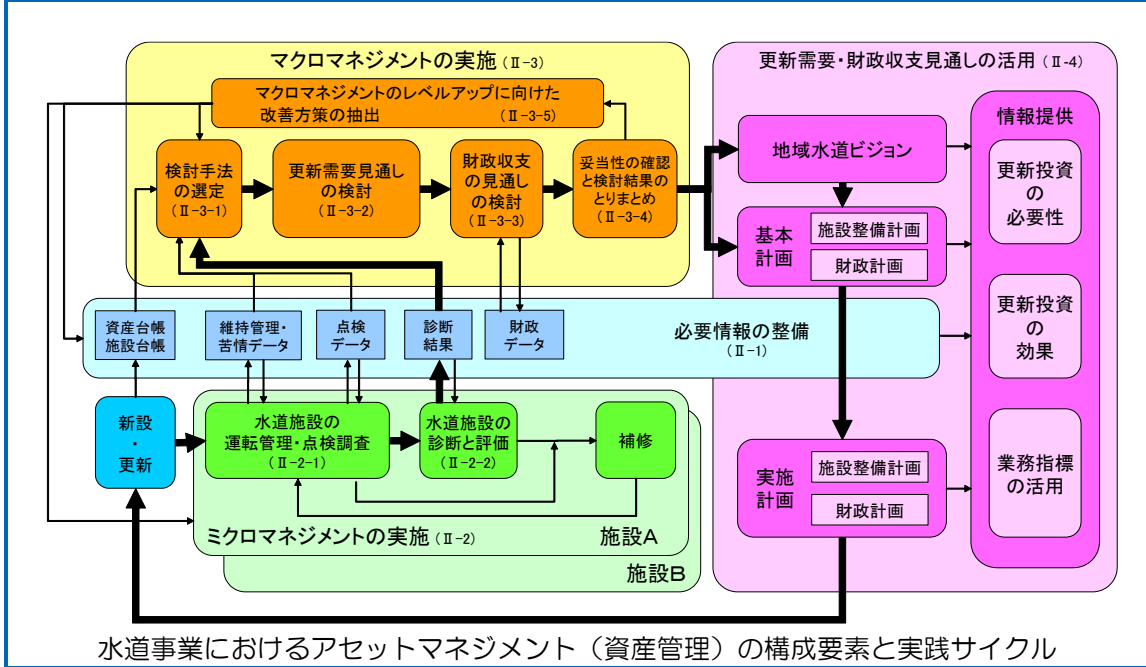 マクロマネジメントの実施(Ⅱ-3)
マクロマネジメントのレベルアップに向けた
改善方策の抽出 (Ⅱ-3-5)
検討手法
の選定
(Ⅱ-3-1)
更新需要見通し
の検討
(Ⅱ-3-2)
財政収支
の見通し
の検討
(Ⅱ-3-3)
妥当性の確認
と検討結果の
とりまとめ
(Ⅱ-3-4)
更新需要・財政収支見通しの活用(Ⅱ-4)
地域水道ビジョン
基本
計画
施設整備計画
財政計画
実施
計画
施設整備計画
財政計画
情報提供
更新投資
の
必要性
更新投資
の
効果
業務指標
の活用
資産台帳
施設台帳
維持管理・
苦情データ
点検
データ
診断
結果
財政
データ
必要情報の整備
(Ⅱ-1)
新設
・
更新
水道施設の
運転管理・点検調査
(Ⅱ-2-1)
水道施設の
診断と評価
(Ⅱ-2-2)
補修
ミクロマネジメントの実施(Ⅱ-2)
施設A
施設B
水道事業におけるアセットマネジメント（資産管理）の構成要素と実践サイクル